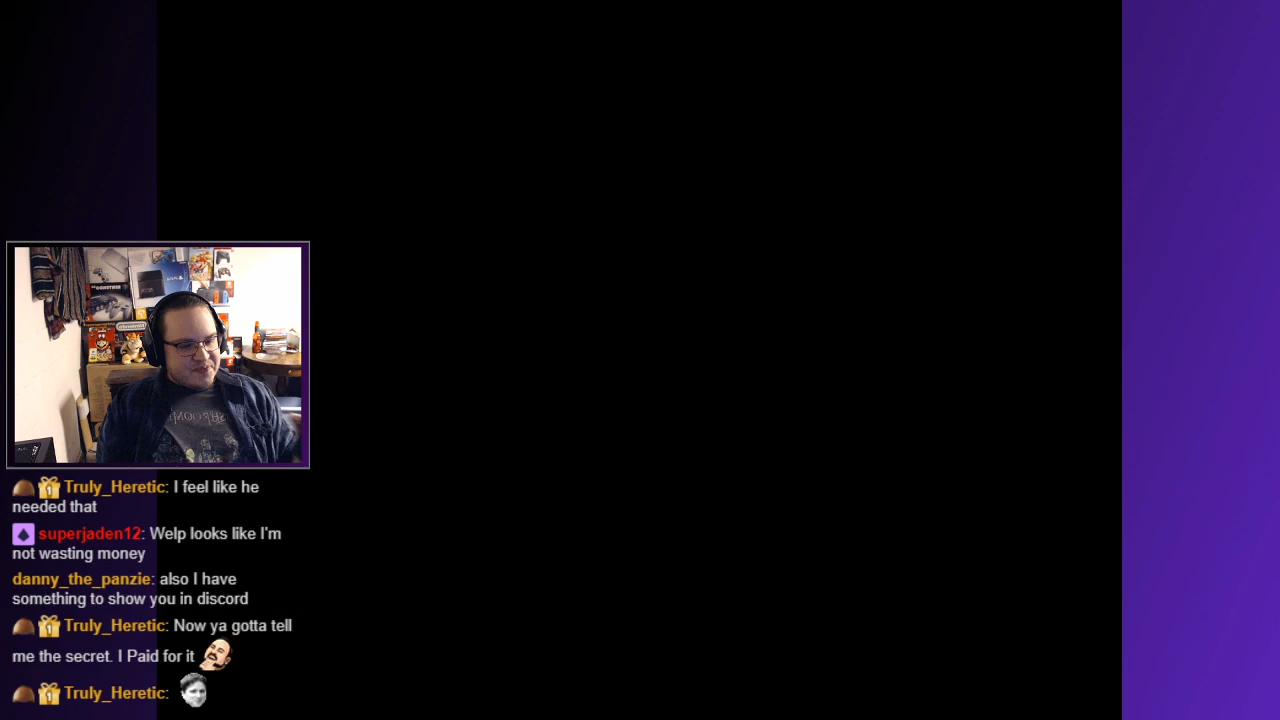 Truly_Heretic: I feel like he
needed that
superjaden12: Welp looks like I'm
not wasting money
danny_the_panzie: also I have
something to show you in discord
Truly_Heretic: Now ya gotta tell
me the secret. I Paid for it
Truly_Heretic: